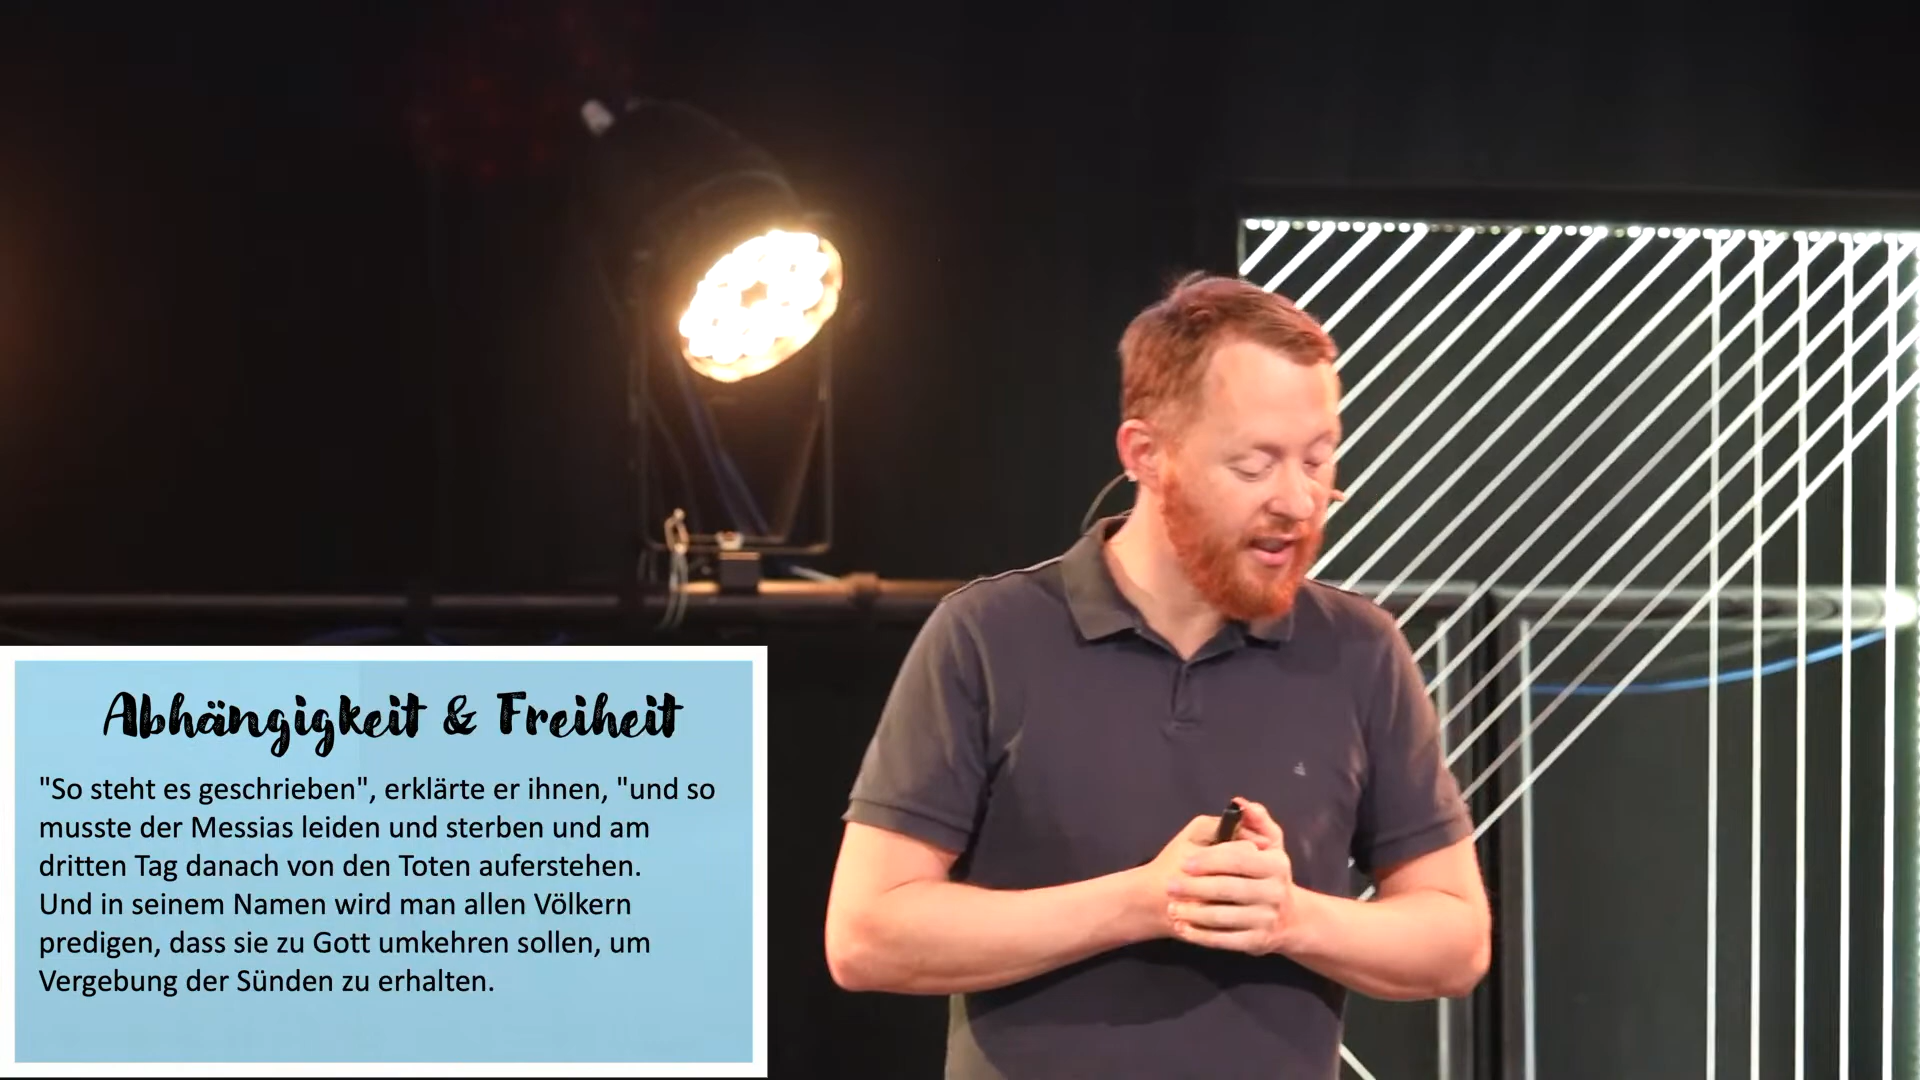 Abhängigkeit & Freiheit
"So steht es geschrieben", erklärte er ihnen, "und so
musste der Messias leiden und sterben und am
dritten Tag danach von den Toten auferstehen.
Und in seinem Namen wird man allen Völkern
predigen, dass sie zu Gott umkehren sollen, um
Vergebung der Sünden zu erhalten.